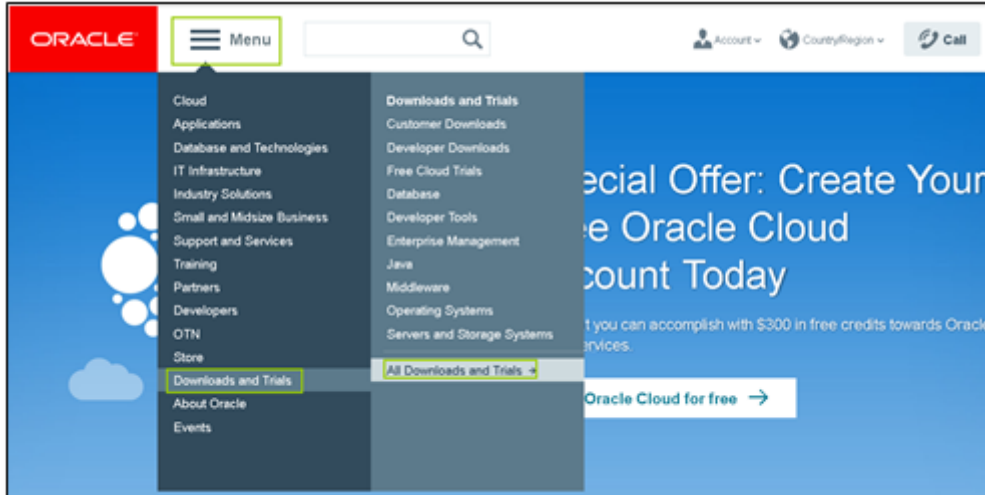 ORACLE
Menu
Account
Country/Region
Call
Cloud
Applications
Database and Technologies
IT Infrastructure
Industry Solutions
Small and Midsize Business
Support and Services
Training
Partners
Developers
OTN
Store
Downloads and Trials
About Oracle
Events
Downloads and Trials
Customer Downloads
Developer Downloads
Free Cloud Trials
Database
Developer Tools
Enterprise Management
Java
Middleware
Operating Systems
Servers and Storage Systems
All Downloads and Trials →
ecial Offer: Create Your
ee Oracle Cloud
count Today
t you can accomplish with $300 in free credits towards Oracle
ervices.
Oracle Cloud for free →